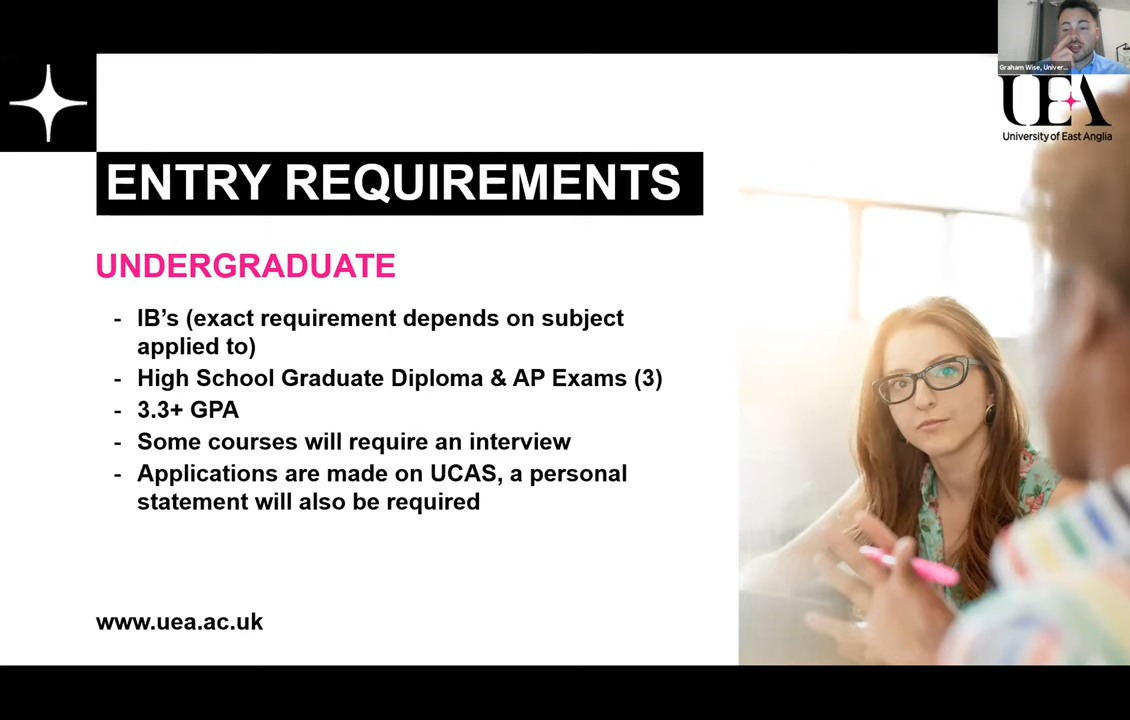 Graham Wise, Univer...
UEA
University of East Anglia
ENTRY REQUIREMENTS
UNDERGRADUATE
- IB’s (exact requirement depends on subject
applied to)
- High School Graduate Diploma & AP Exams (3)
- 3.3+ GPA
- Some courses will require an interview
- Applications are made on UCAS, a personal
statement will also be required
www.uea.ac.uk